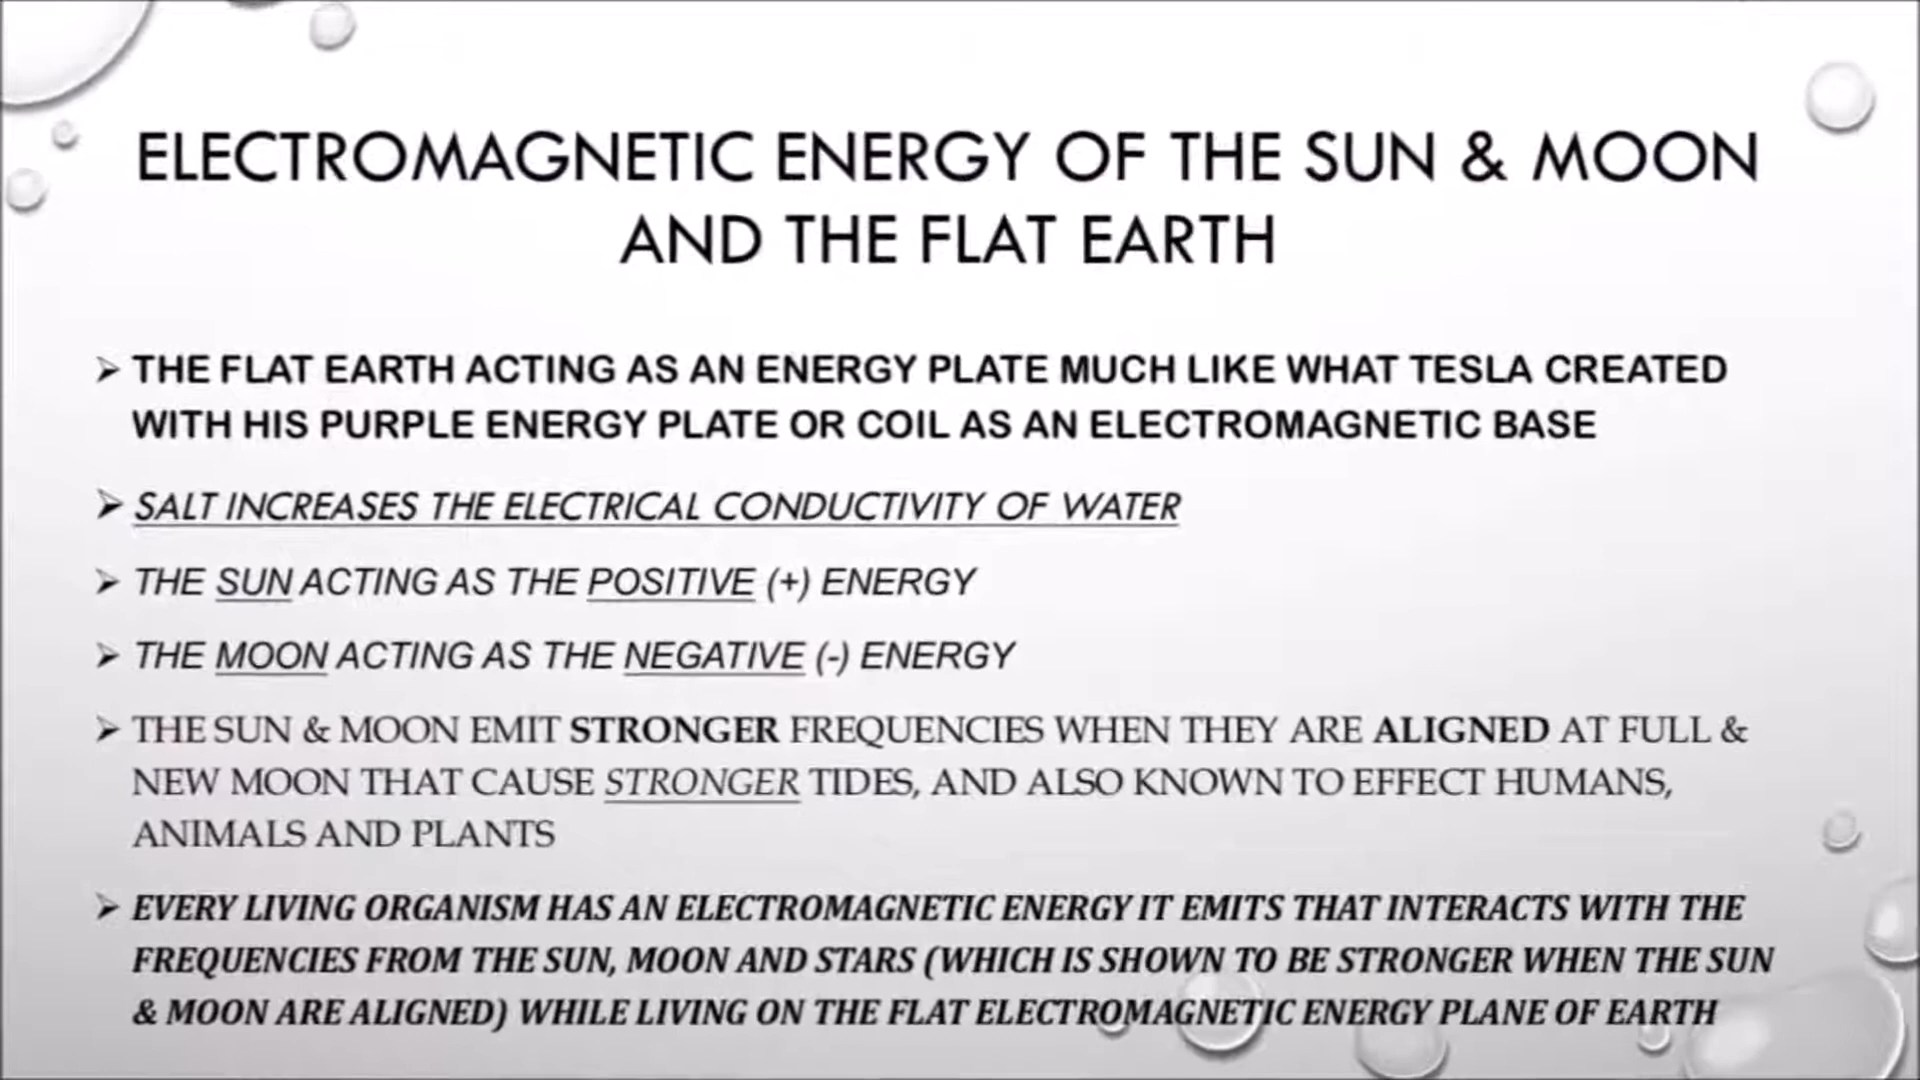 ELECTROMAGNETIC ENERGY OF THE SUN & MOON
AND THE FLAT EARTH
THE FLAT EARTH ACTING AS AN ENERGY PLATE MUCH LIKE WHAT TESLA CREATED
WITH HIS PURPLE ENERGY PLATE OR COIL AS AN ELECTROMAGNETIC BASE
SALT INCREASES THE ELECTRICAL CONDUCTIVITY OF WATER
THE SUN ACTING AS THE POSITIVE (+) ENERGY
THE MOON ACTING AS THE NEGATIVE (-) ENERGY
THE SUN & MOON EMIT STRONGER FREQUENCIES WHEN THEY ARE ALIGNED AT FULL &
NEW MOON THAT CAUSE STRONGER TIDES, AND ALSO KNOWN TO EFFECT HUMANS,
ANIMALS AND PLANTS
EVERY LIVING ORGANISM HAS AN ELECTROMAGNETIC ENERGY IT EMITS THAT INTERACTS WITH THE
FREQUENCIES FROM THE SUN, MOON AND STARS (WHICH IS SHOWN TO BE STRONGER WHEN THE SUN
& MOON ARE ALIGNED) WHILE LIVING ON THE FLAT ELECTROMAGNETIC ENERGY PLANE OF EARTH